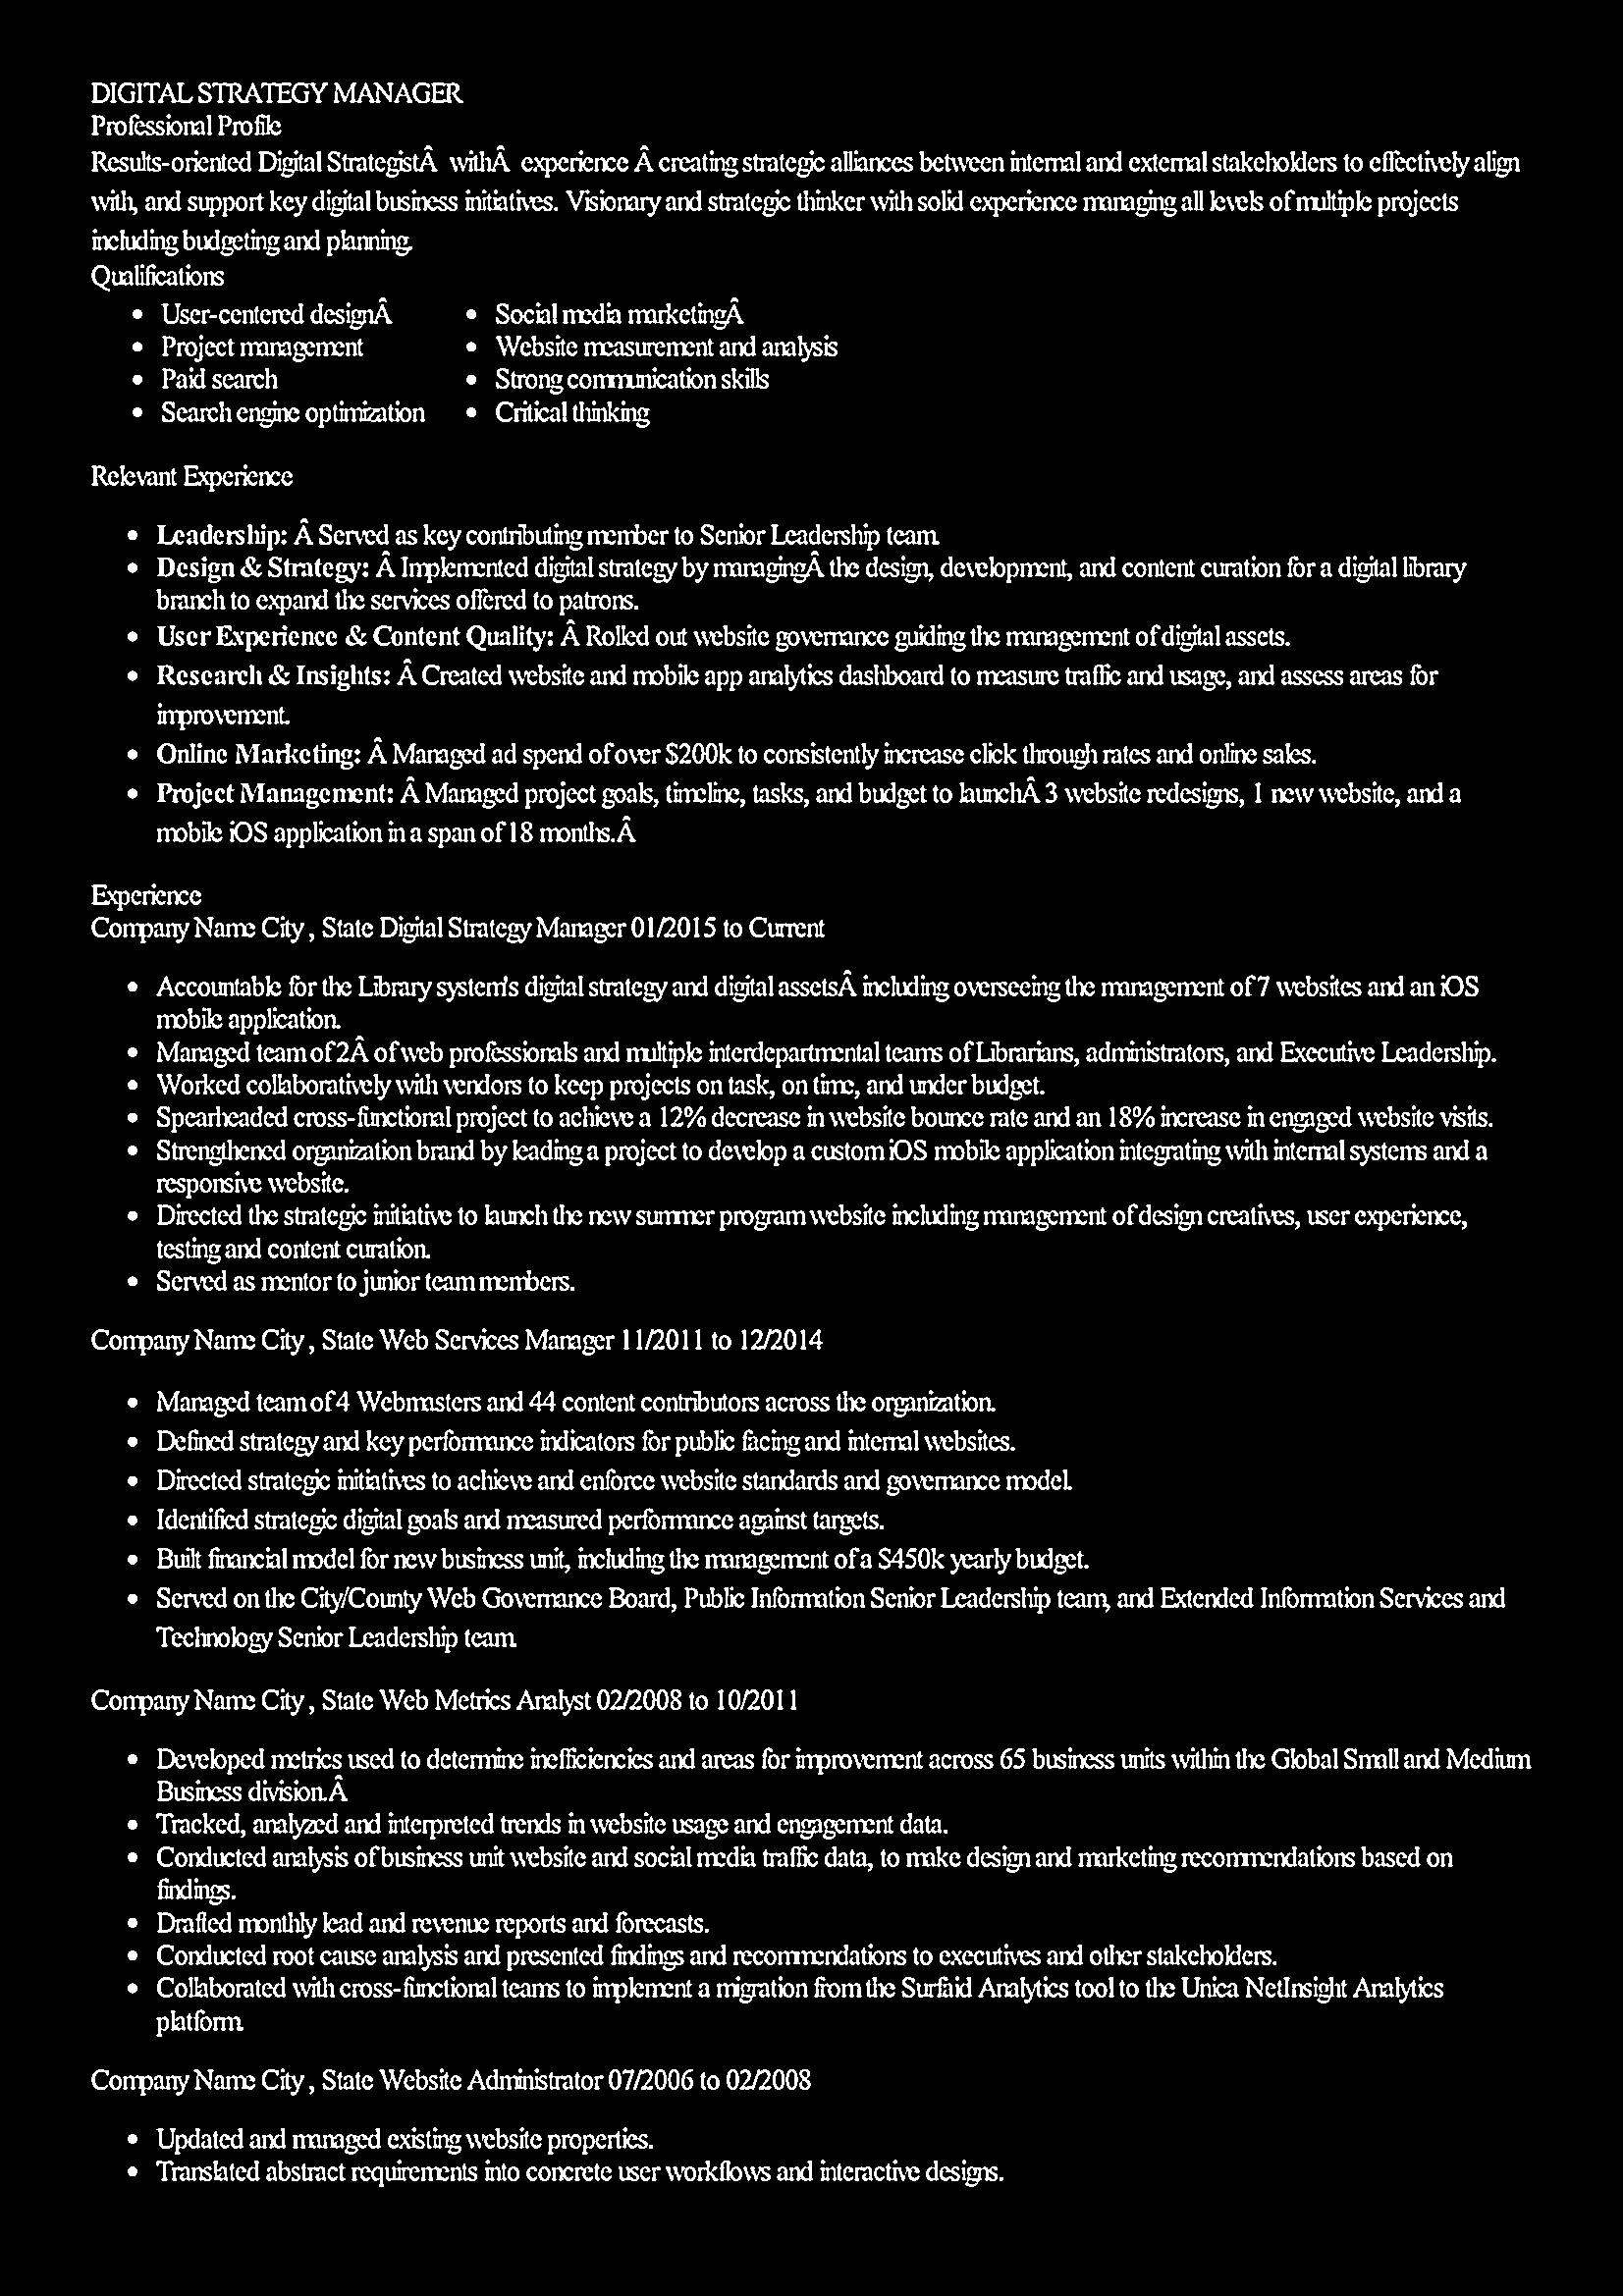 DIGITAL STRATEGY MANAGER
Professional Profile
Results-oriented Digital StrategistÂ  withÂ  experience Â creating strategic alliances between internal and external stakeholders to effectively align
with, and support key digital business initiatives. Visionary and strategic thinker with solid experience managing all levels of multiple projects
including budgeting and planning.
Qualifications
• User-centered designÂ • Social media marketingÂ
• Project management • Website measurement and analysis
• Paid search • Strong communication skills
• Search engine optimization • Critical thinking
Relevant Experience
• Leadership: Â Served as key contributing member to Senior Leadership team.
• Design & Strategy: Â Implemented digital strategy by managingÂ the design, development, and content curation for a digital library
branch to expand the services offered to patrons.
• User Experience & Content Quality: Â Rolled out website governance guiding the management of digital assets.
• Research & Insights: Â Created website and mobile app analytics dashboard to measure traffic and usage, and assess areas for
improvement.
• Online Marketing: Â Managed ad spend of over $200k to consistently increase click through rates and online sales.
• Project Management: Â Managed project goals, timeline, tasks, and budget to launchÂ 3 website redesigns, 1 new website, and a
mobile iOS application in a span of 18 months.Â
Experience
Company Name City , State Digital Strategy Manager 01/2015 to Current
• Accountable for the Library system's digital strategy and digital assetsÂ including overseeing the management of 7 websites and an iOS
mobile application.
• Managed team of 2Â of web professionals and multiple interdepartmental teams of Librarians, administrators, and Executive Leadership.
• Worked collaboratively with vendors to keep projects on task, on time, and under budget.
• Spearheaded cross-functional project to achieve a 12% decrease in website bounce rate and an 18% increase in engaged website visits.
• Strengthened organization brand by leading a project to develop a custom iOS mobile application integrating with internal systems and a
responsive website.
• Directed the strategic initiative to launch the new summer program website including management of design creatives, user experience,
testing and content curation.
• Served as mentor to junior team members.
Company Name City , State Web Services Manager 11/2011 to 12/2014
• Managed team of 4 Webmasters and 44 content contributors across the organization.
• Defined strategy and key performance indicators for public facing and internal websites.
• Directed strategic initiatives to achieve and enforce website standards and governance model.
• Identified strategic digital goals and measured performance against targets.
• Built financial model for new business unit, including the management of a $450k yearly budget.
• Served on the City/County Web Governance Board, Public Information Senior Leadership team, and Extended Information Services and
Technology Senior Leadership team.
Company Name City , State Web Metrics Analyst 02/2008 to 10/2011
• Developed metrics used to determine inefficiencies and areas for improvement across 65 business units within the Global Small and Medium
Business division.Â
• Tracked, analyzed and interpreted trends in website usage and engagement data.
• Conducted analysis of business unit website and social media traffic data, to make design and marketing recommendations based on
findings.
• Drafted monthly lead and revenue reports and forecasts.
• Conducted root cause analysis and presented findings and recommendations to executives and other stakeholders.
• Collaborated with cross-functional teams to implement a migration from the Surfaid Analytics tool to the Unica NetInsight Analytics
platform.
Company Name City , State Website Administrator 07/2006 to 02/2008
• Updated and managed existing website properties.
• Translated abstract requirements into concrete user workflows and interactive designs.